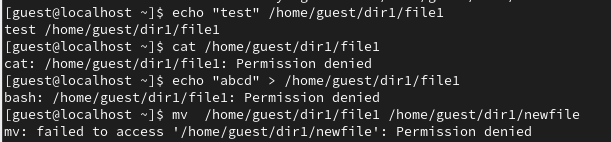 [guest@localhost ~]$ echo "test" /home/guest/dir1/file1
test /home/guest/dir1/file1
[guest@localhost ~]$ cat /home/guest/dir1/file1
cat: /home/guest/dir1/file1: Permission denied
[guest@localhost ~]$ echo "abcd" > /home/guest/dir1/file1
bash: /home/guest/dir1/file1: Permission denied
[guest@localhost ~]$ mv  /home/guest/dir1/file1 /home/guest/dir1/newfile
mv: failed to access '/home/guest/dir1/newfile': Permission denied